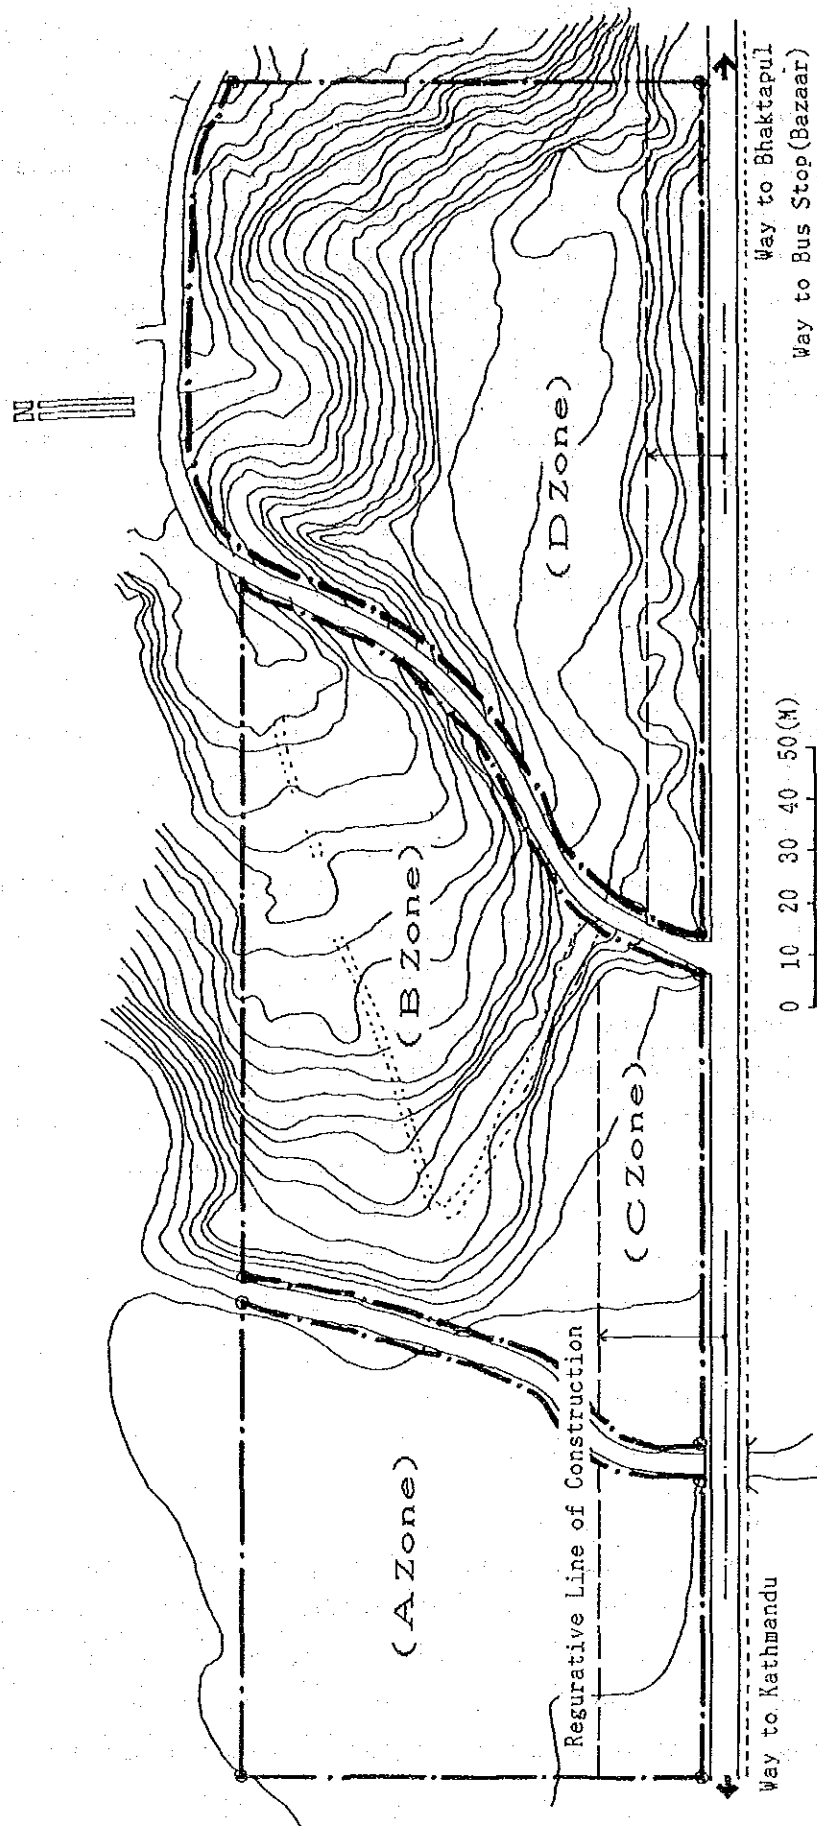 N
(A Zone)
(B Zone)
(C Zone)
(D Zone)
Regurative Line of Construction
Way to Kathmandu
0 10 20 30 40 50(M)
Way to Bhaktapul
Way to Bus Stop(Bazaar)